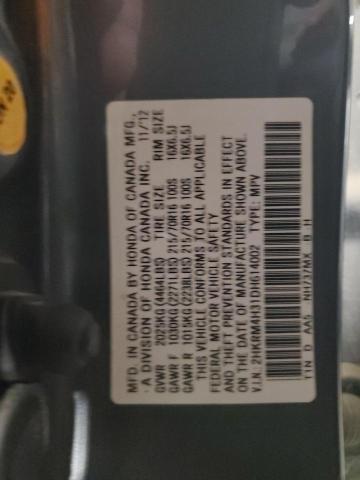 MFD. IN CANADA BY HONDA OF CANADA MFG.,
A DIVISION OF HONDA CANADA INC. 11/12
GVWR 2025KG (4464LBS) TIRE SIZE RIM SIZE
GAWR F 1030KG (2271LBS) 215/70R16 100S 16X6.5J
GAWR R 1015KG (2238LBS) 215/70R16 100S 16X6.5J
THIS VEHICLE CONFORMS TO ALL APPLICABLE
FEDERAL MOTOR VEHICLE SAFETY
AND THEFT PREVENTION STANDARDS IN EFFECT
ON THE DATE OF MANUFACTURE SHOWN ABOVE.
V.I.N. : 2HKRM4H31DH614002 TYPE: MPV
T1N D AA5 NH737MX B H